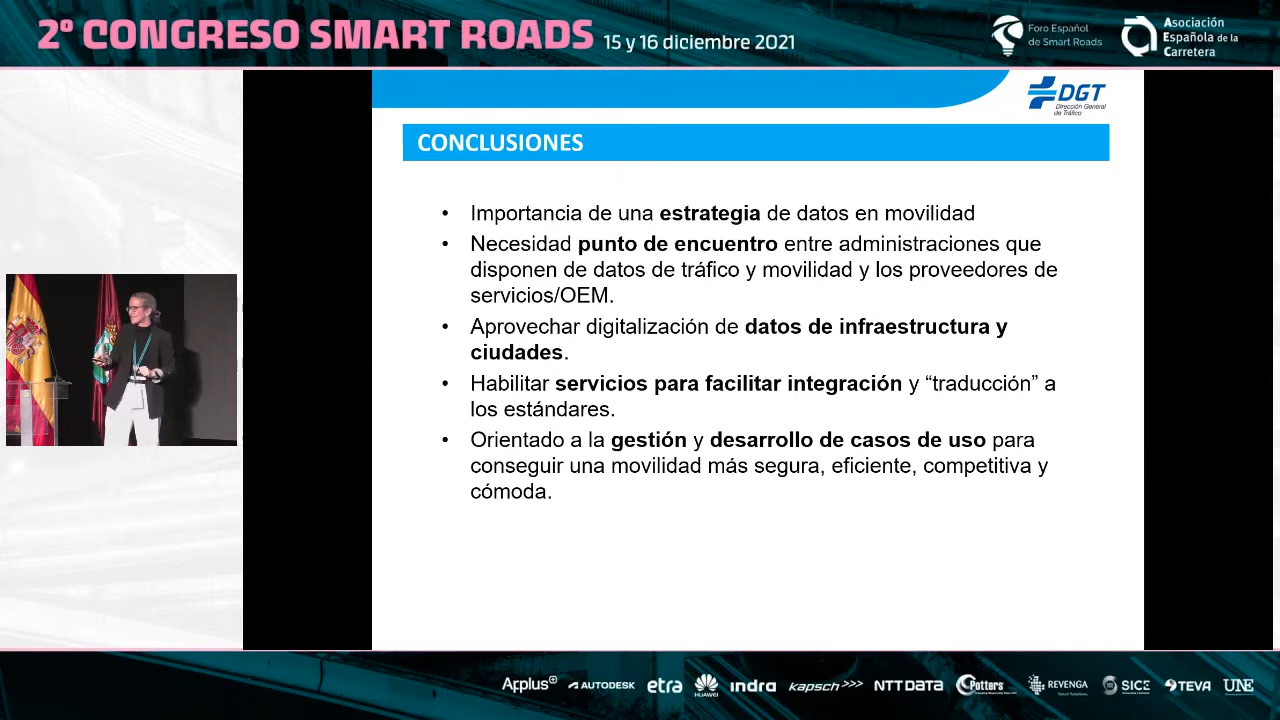 2º CONGRESO SMART ROADS 15 y 16 diciembre 2021
Foro Español
de Smart Roads
Asociación
Española de la
Carretera
DGT
Dirección General
de Tráfico
CONCLUSIONES
• Importancia de una estrategia de datos en movilidad
• Necesidad punto de encuentro entre administraciones que
disponen de datos de tráfico y movilidad y los proveedores de
servicios/OEM.
• Aprovechar digitalización de datos de infraestructura y
ciudades.
• Habilitar servicios para facilitar integración y “traducción” a
los estándares.
• Orientado a la gestión y desarrollo de casos de uso para
conseguir una movilidad más segura, eficiente, competitiva y
cómoda.
Applus+ AUTODESK etra HUAWEI indra kapsch>>> NTT DATA Potters REVENGA SICE TEVA UNE